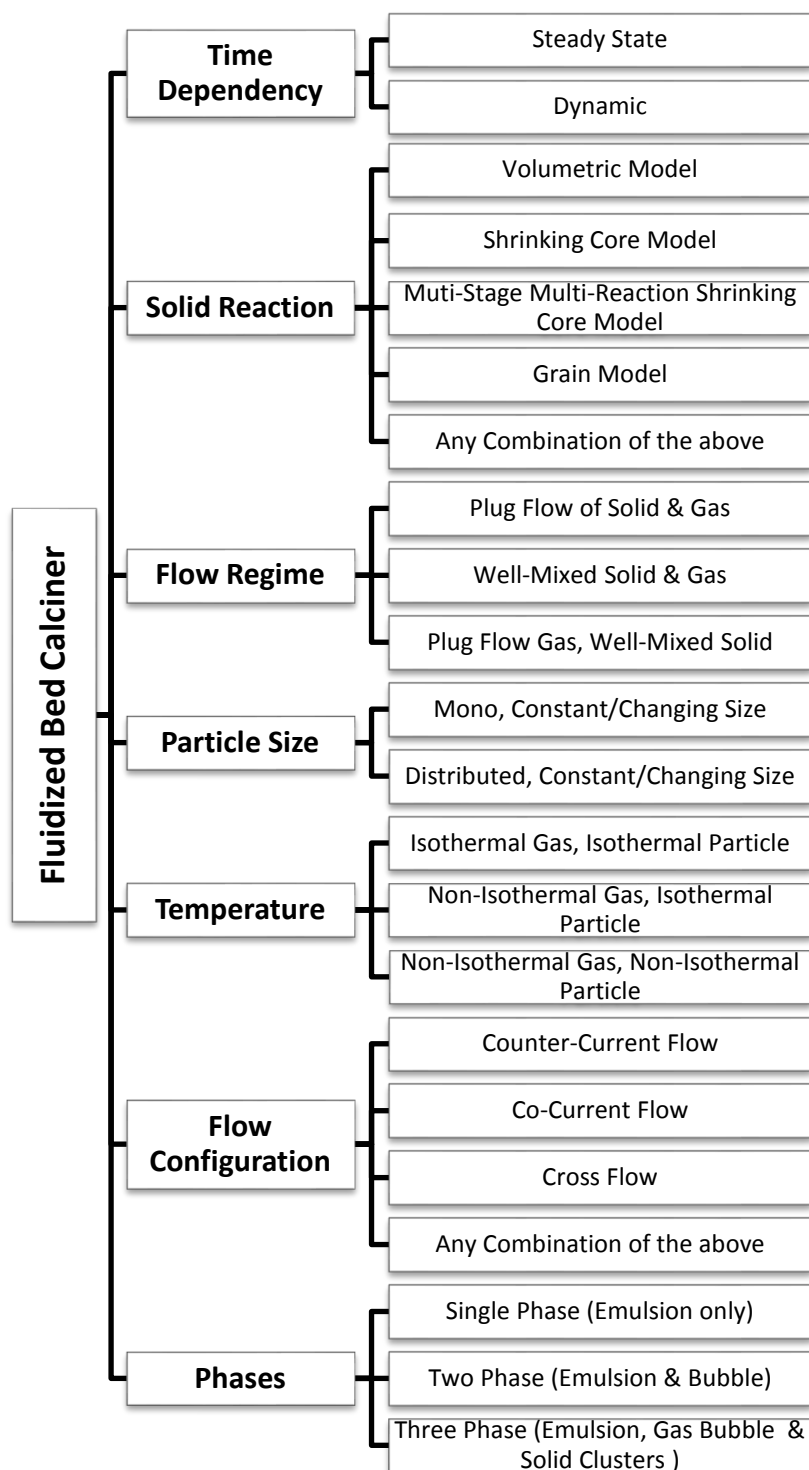 Fluidized Bed Calciner
Time
Dependency
Steady State
Dynamic
Solid Reaction
Volumetric Model
Shrinking Core Model
Muti-Stage Multi-Reaction Shrinking
Core Model
Grain Model
Any Combination of the above
Flow Regime
Plug Flow of Solid & Gas
Well-Mixed Solid & Gas
Plug Flow Gas, Well-Mixed Solid
Particle Size
Mono, Constant/Changing Size
Distributed, Constant/Changing Size
Temperature
Isothermal Gas, Isothermal Particle
Non-Isothermal Gas, Isothermal
Particle
Non-Isothermal Gas, Non-Isothermal
Particle
Flow
Configuration
Counter-Current Flow
Co-Current Flow
Cross Flow
Any Combination of the above
Phases
Single Phase (Emulsion only)
Two Phase (Emulsion & Bubble)
Three Phase (Emulsion, Gas Bubble  &
Solid Clusters )